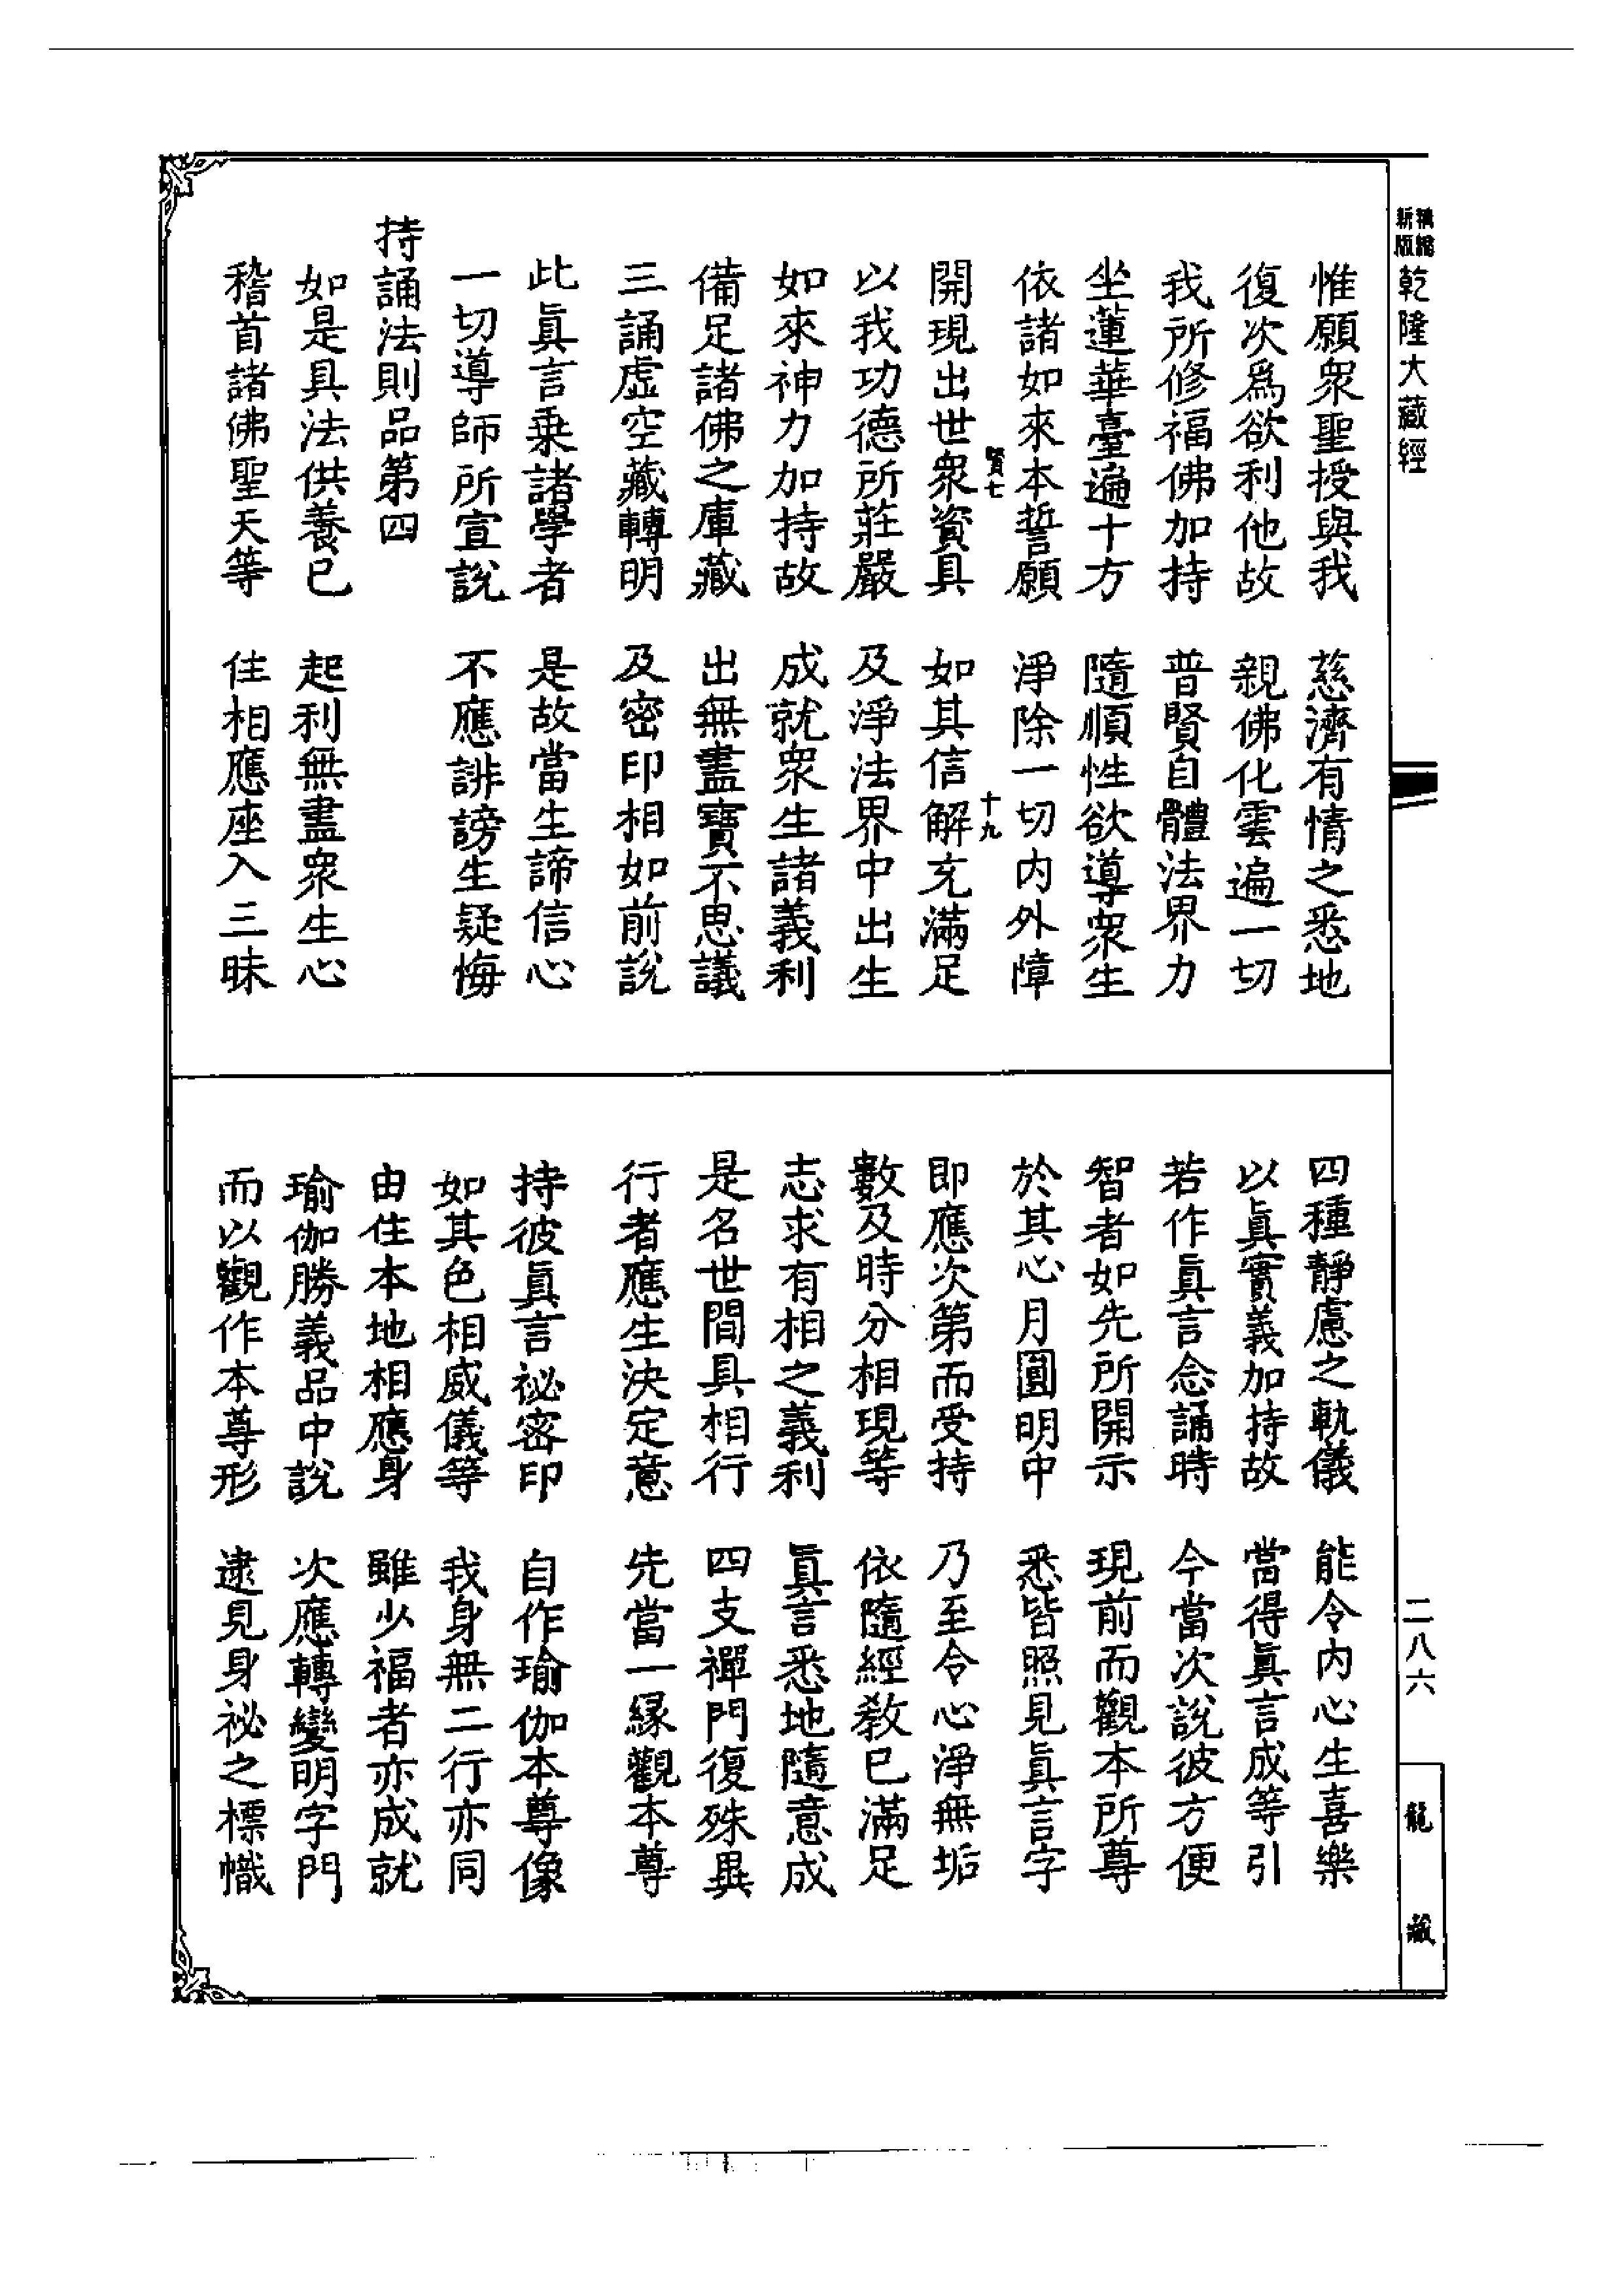 新版精縮乾隆大藏經
惟願衆聖授與我　慈濟有情之悉地
復次爲欲利他故　親佛化雲遍一切
我所修福佛加持　普賢自體法界力
坐蓮華臺遍十方　隨順性欲導衆生
依諸如來本誓願　淨除一切內外障
賢七　十九
開現出世衆資具　如其信解充滿足
以我功德所莊嚴　及淨法界中出生
如來神力加持故　成就衆生諸義利
備足諸佛之庫藏　出無盡寶不思議
三誦虛空藏轉明　及密印相如前說
此眞言乗諸學者　是故當生諦信心
一切導師所宣說　不應誹謗生疑悔
持誦法則品第四
如是具法供養已　起利無盡衆生心
稽首諸佛聖天等　住相應座入三昧
四種靜慮之軌儀　能令內心生喜樂
以眞實義加持故　當得眞言成等引
若作眞言念誦時　今當次說彼方便
智者如先所開示　現前而觀本所尊
於其心月圓明中　悉皆照見眞言字
即應次第而受持　乃至令心淨無垢
數及時分相現等　依隨經教已滿足
志求有相之義利　眞言悉地隨意成
是名世間具相行　四支禪門復殊異
行者應生決定意　先當一緣觀本尊
持彼眞言祕密印　自作瑜伽本尊像
如其色相威儀等　我身無二行亦同
由住本地相應身　雖少福者亦成就
瑜伽勝義品中說　次應轉變明字門
而以觀作本尊形　逮見身祕之標幟
二八六
龍藏